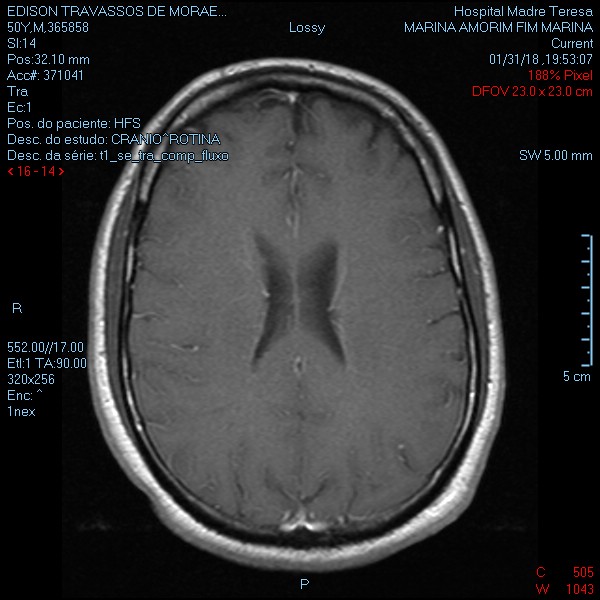 EDISON TRAVASSOS DE MORAE...
50Y,M,365858
Sl:14
Pos:32.10 mm
Acc#: 371041
Tra
Ec:1
Pos. do paciente: HFS
Desc. do estudo: CRANIO^ROTINA
Desc. da série: t1_se_tra_comp_fluxo
< 16 - 14 >
Lossy
Hospital Madre Teresa
MARINA AMORIM FIM MARINA
Current
01/31/18 ,19:53:07
188% Pixel
DFOV 23.0 x 23.0 cm
SW 5.00 mm
R
552.00//17.00
Etl:1 TA:90.00
320x256
Enc: ^
1nex
5 cm
P
C 505
W 1043